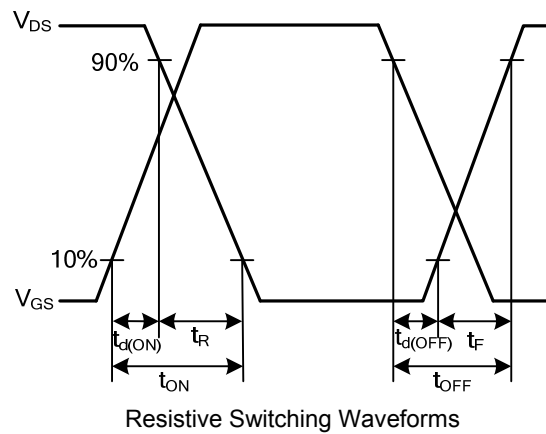 VDS
90%
10%
VGS
td(ON) tR td(OFF) tF
tON tOFF
Resistive Switching Waveforms